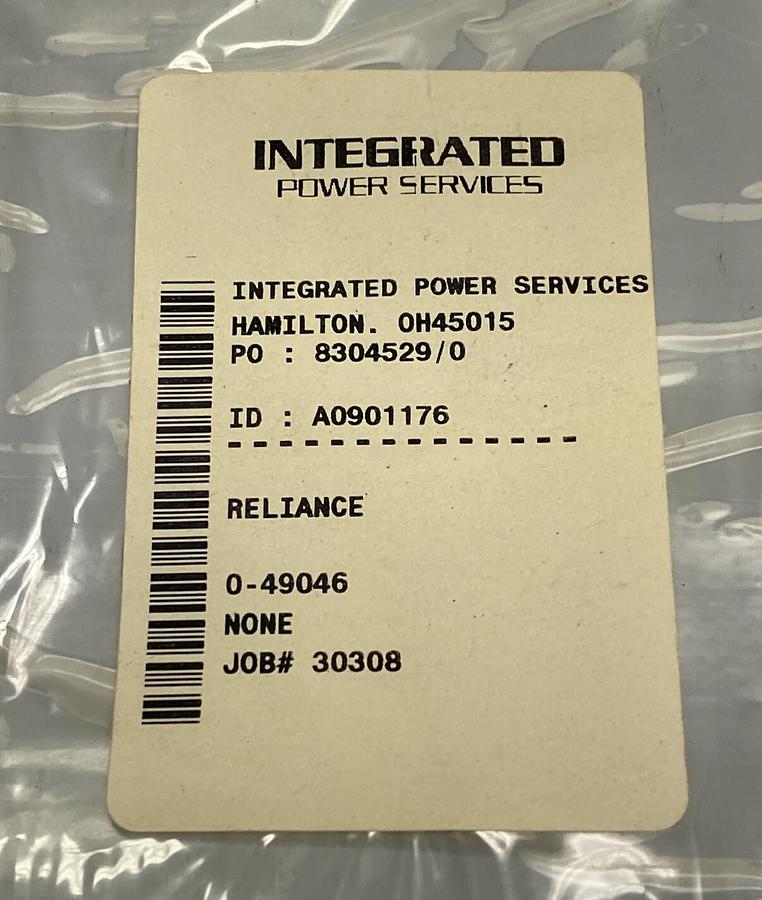 INTEGRATED
POWER SERVICES
INTEGRATED POWER SERVICES
HAMILTON. OH45015
PO : 8304529/0
ID : A0901176
- - - - - - - - - - - - - -
RELIANCE
0-49046
NONE
JOB# 30308